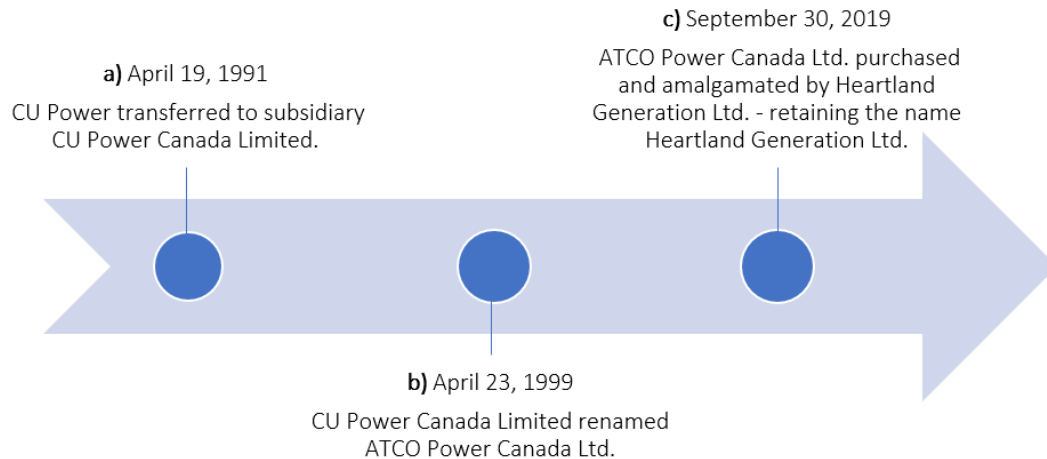 a) April 19, 1991
CU Power transferred to subsidiary
CU Power Canada Limited.
b) April 23, 1999
CU Power Canada Limited renamed
ATCO Power Canada Ltd.
c) September 30, 2019
ATCO Power Canada Ltd. purchased
and amalgamated by Heartland
Generation Ltd. - retaining the name
Heartland Generation Ltd.